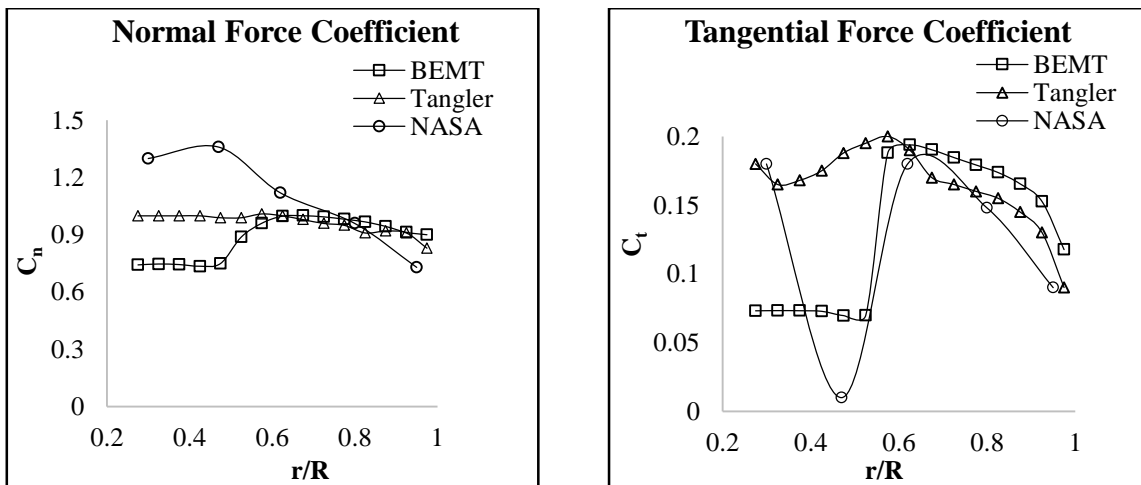 Normal Force Coefficient
BEMT
Tangler
NASA
1.5
1.2
0.9
0.6
0.3
0
Cn
0.2 0.4 0.6 0.8 1
r/R
Tangential Force Coefficient
BEMT
Tangler
NASA
0.2
0.15
0.1
0.05
0
Ct
0.2 0.4 0.6 0.8 1
r/R